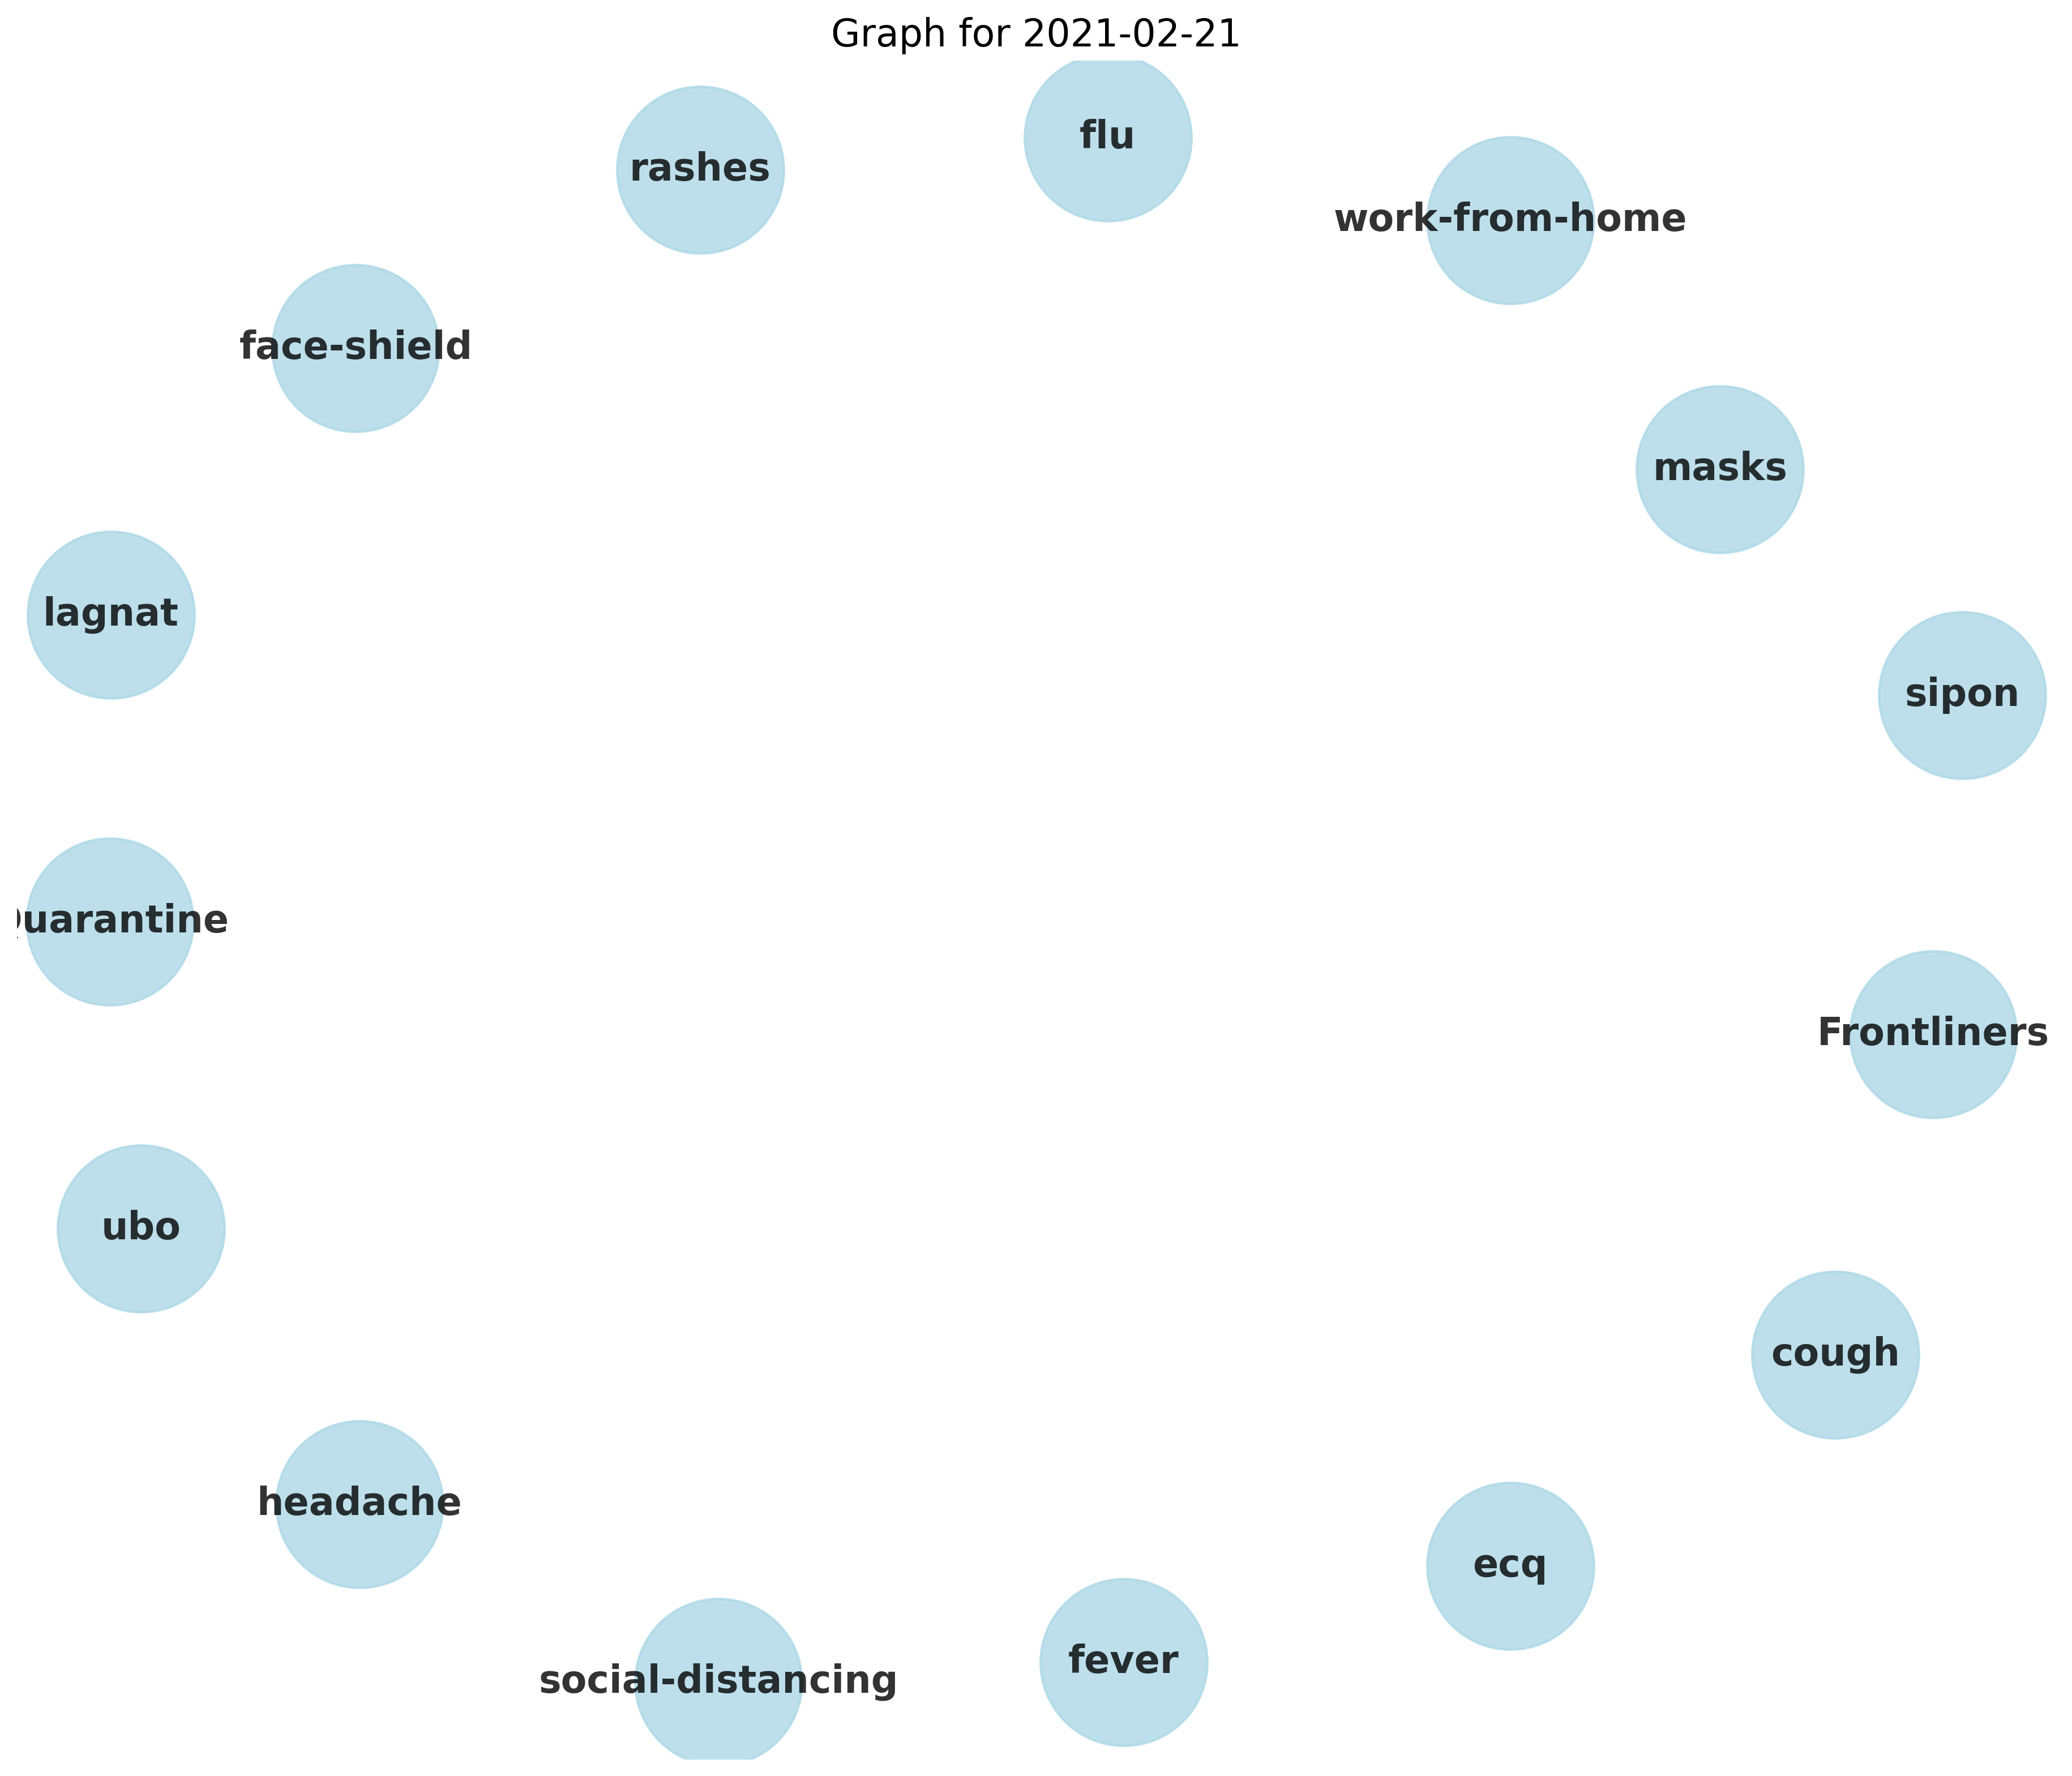 Graph for 2021-02-21
flu
rashes
work-from-home
face-shield
masks
lagnat
sipon
Quarantine
Frontliners
ubo
cough
headache
ecq
fever
social-distancing